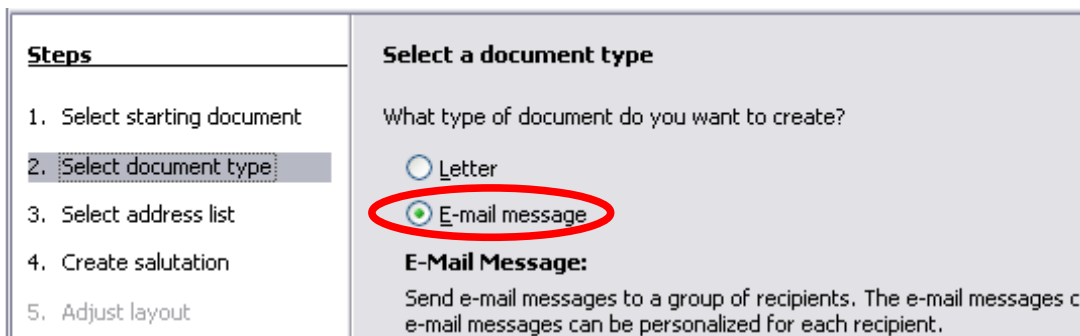 Steps
1. Select starting document
2. Select document type
3. Select address list
4. Create salutation
5. Adjust layout
Select a document type
What type of document do you want to create?
Letter
E-mail message
E-Mail Message:
Send e-mail messages to a group of recipients. The e-mail messages c
e-mail messages can be personalized for each recipient.